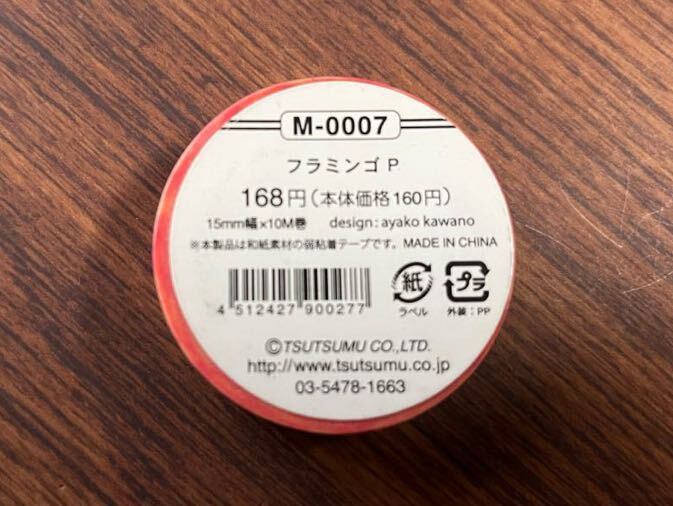 M-0007
フラミンゴ P
168円(本体価格160円)
15mm幅×10M巻 design: ayako kawano
※本製品は和紙素材の弱粘着テープです。MADE IN CHINA
4 512427 900277
紙 プラ
ラベル 外装:PP
©TSUTSUMU CO.,LTD.
http://www.tsutsumu.co.jp
03-5478-1663